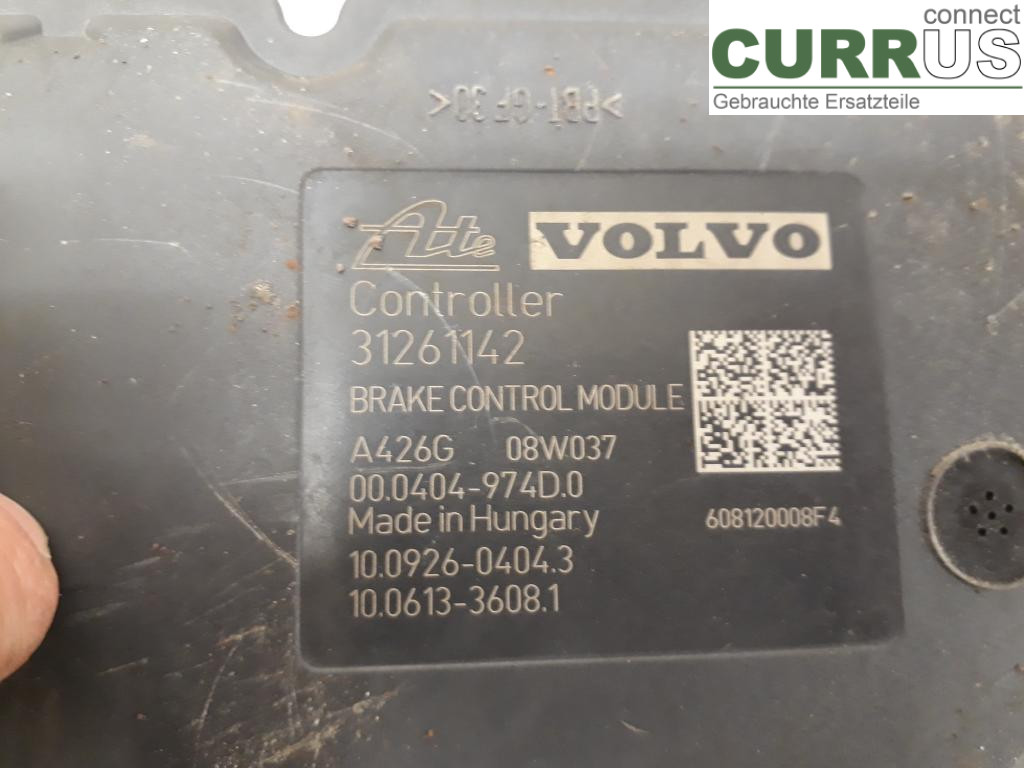 connect
CURRUS
Gebrauchte Ersatzteile
>PBT-GF30<
Ate VOLVO
Controller
31261142
BRAKE CONTROL MODULE
A426G 08W037
00.0404-974D.0
Made in Hungary
608120008F4
10.0926-0404.3
10.0613-3608.1